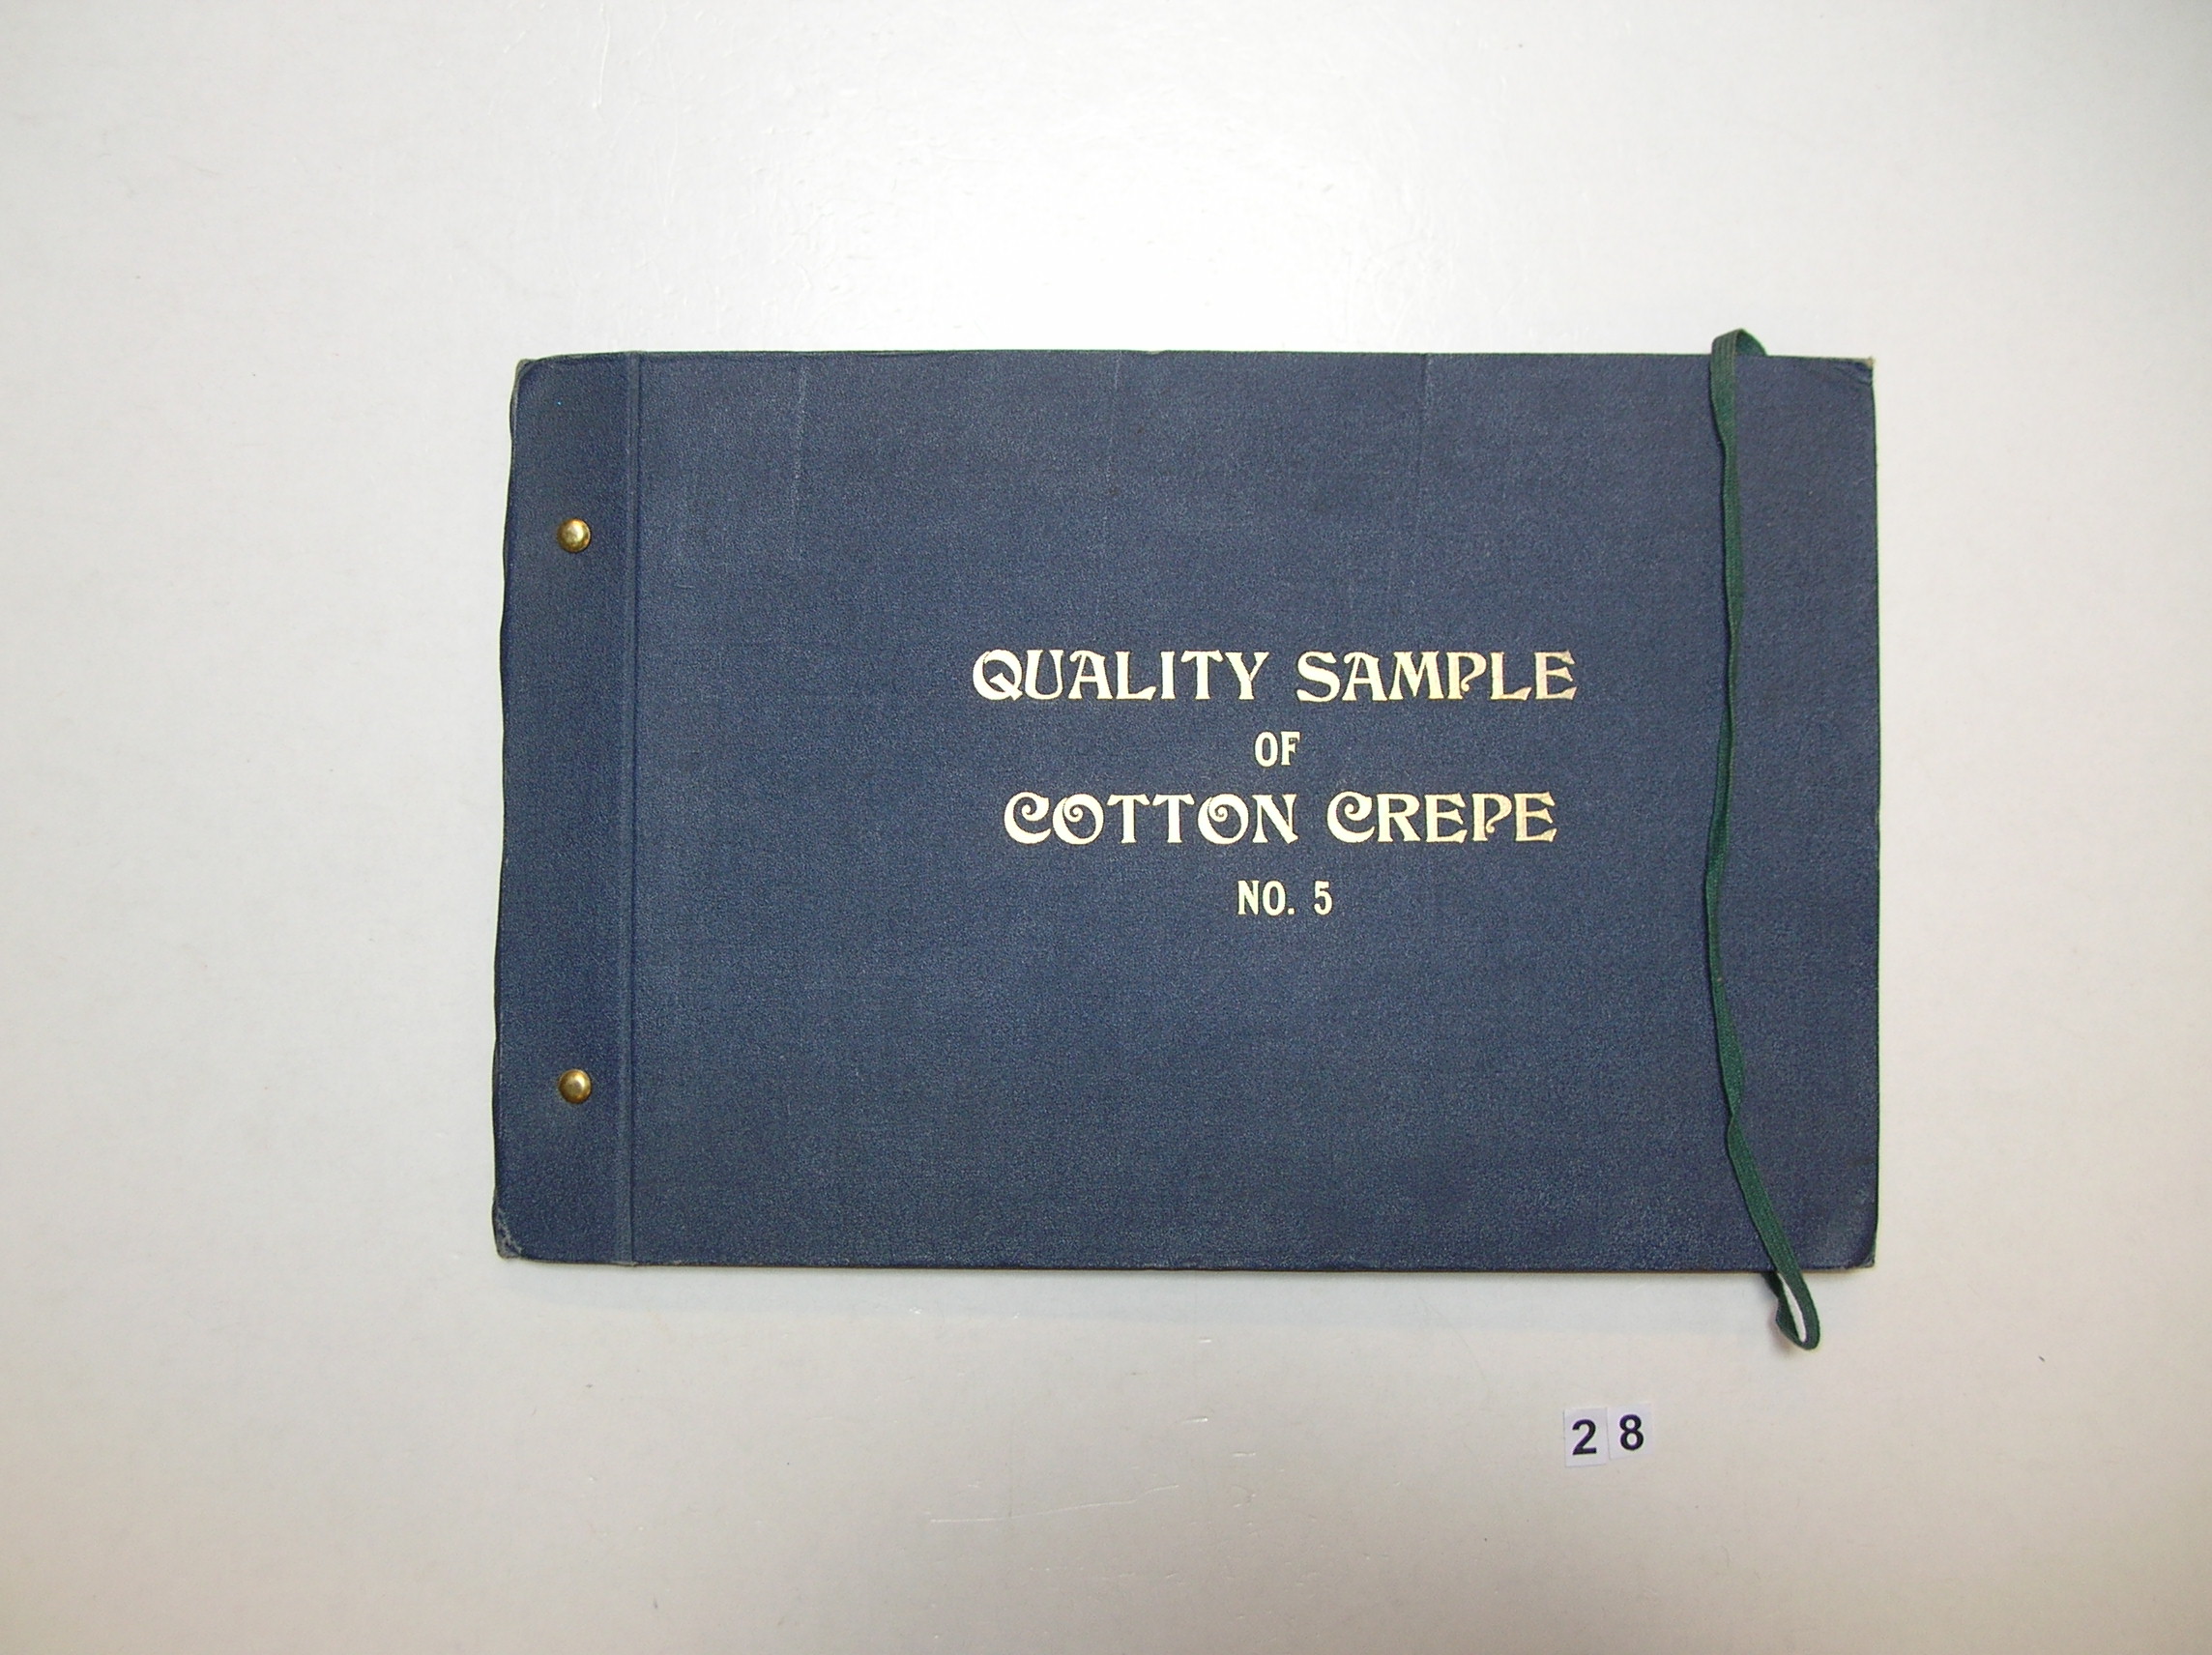 QUALITY SAMPLE
OF
COTTON CREPE
NO. 5
28